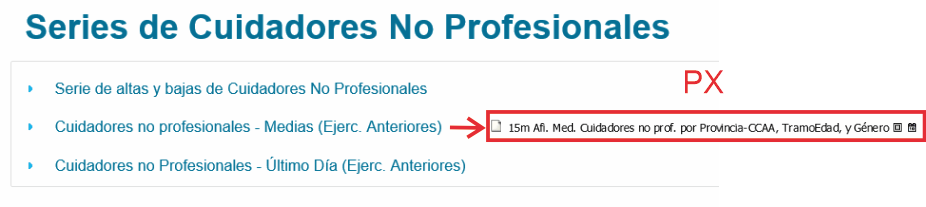 Series de Cuidadores No Profesionales
PX
Serie de altas y bajas de Cuidadores No Profesionales
Cuidadores no profesionales - Medias (Ejerc. Anteriores)
15m Afi. Med. Cuidadores no prof. por Provincia-CCAA, TramoEdad, y Género
Cuidadores no Profesionales - Último Día (Ejerc. Anteriores)